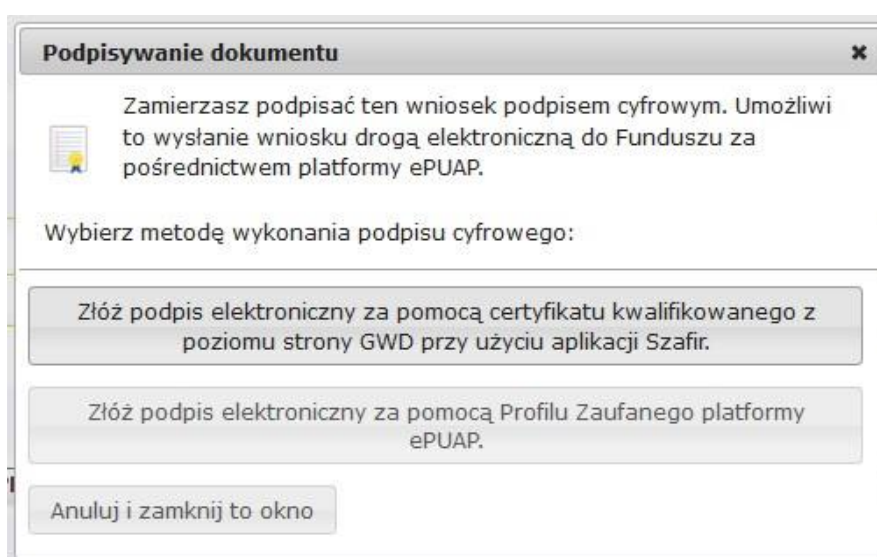 Podpisywanie dokumentu
Zamierzasz podpisać ten wniosek podpisem cyfrowym. Umożliwi
to wysłanie wniosku drogą elektroniczną do Funduszu za
pośrednictwem platformy ePUAP.
Wybierz metodę wykonania podpisu cyfrowego:
Złóż podpis elektroniczny za pomocą certyfikatu kwalifikowanego z
poziomu strony GWD przy użyciu aplikacji Szafir.
Złóż podpis elektroniczny za pomocą Profilu Zaufanego platformy
ePUAP.
Anuluj i zamknij to okno